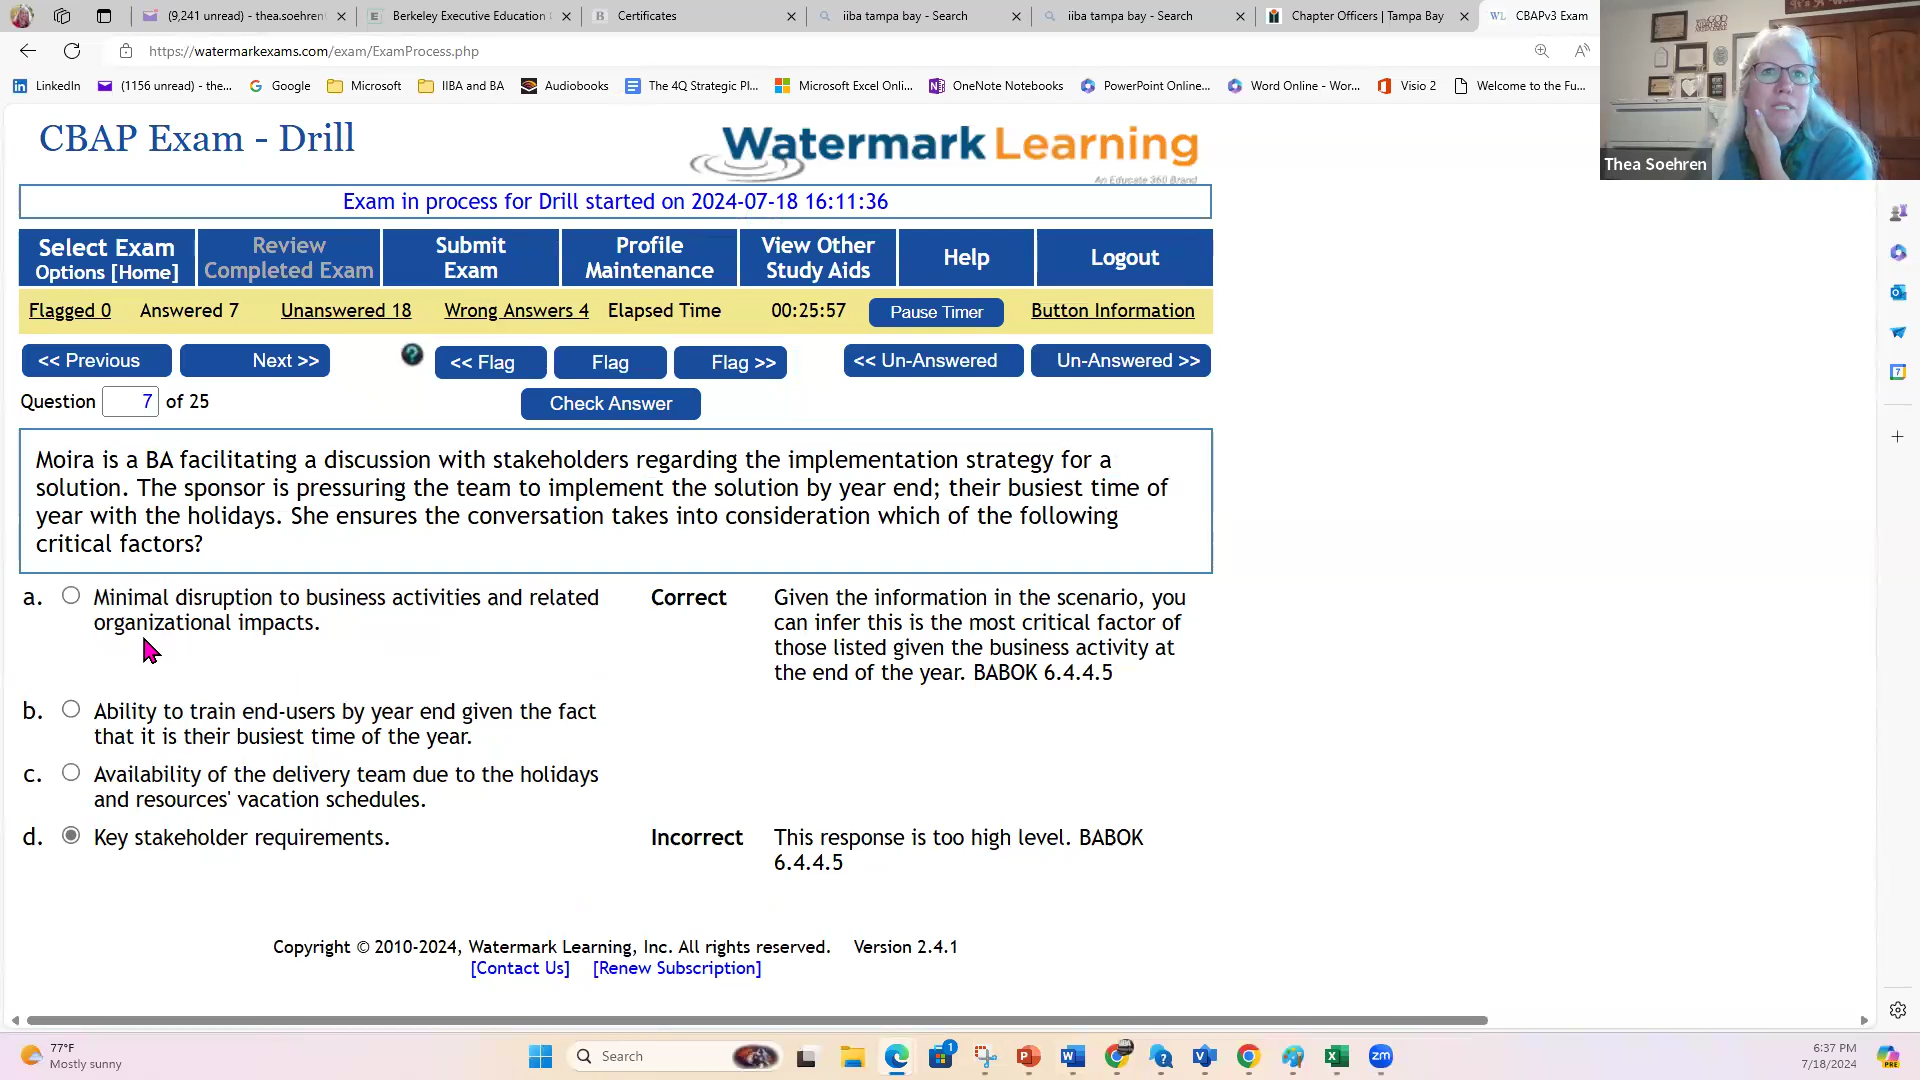 (9,241 unread) - thea.soehren
Berkeley Executive Education
Certificates
iiba tampa bay - Search
iiba tampa bay - Search
Chapter Officers | Tampa Bay
CBAPv3 Exam
https://watermarkexams.com/exam/ExamProcess.php
LinkedIn
(1156 unread) - the...
Google
Microsoft
IIBA and BA
Audiobooks
The 4Q Strategic Pl...
Microsoft Excel Onli...
OneNote Notebooks
PowerPoint Online...
Word Online - Wor...
Visio 2
Welcome to the Fu...
Thea Soehren
CBAP Exam - Drill
Watermark Learning
An Educate 360 Brand
Exam in process for Drill started on 2024-07-18 16:11:36
Select Exam
Options [Home]
Review
Completed Exam
Submit
Exam
Profile
Maintenance
View Other
Study Aids
Help
Logout
Flagged 0
Answered 7
Unanswered 18
Wrong Answers 4
Elapsed Time
00:25:57
Pause Timer
Button Information
<< Previous
Next >>
<< Flag
Flag
Flag >>
<< Un-Answered
Un-Answered >>
Question 7 of 25
Check Answer
Moira is a BA facilitating a discussion with stakeholders regarding the implementation strategy for a
solution. The sponsor is pressuring the team to implement the solution by year end; their busiest time of
year with the holidays. She ensures the conversation takes into consideration which of the following
critical factors?
a. Minimal disruption to business activities and related
organizational impacts.
Correct
Given the information in the scenario, you
can infer this is the most critical factor of
those listed given the business activity at
the end of the year. BABOK 6.4.4.5
b. Ability to train end-users by year end given the fact
that it is their busiest time of the year.
c. Availability of the delivery team due to the holidays
and resources' vacation schedules.
d. Key stakeholder requirements.
Incorrect
This response is too high level. BABOK
6.4.4.5
Copyright © 2010-2024, Watermark Learning, Inc. All rights reserved. Version 2.4.1
[Contact Us] [Renew Subscription]
77°F
Mostly sunny
Search
6:37 PM
7/18/2024